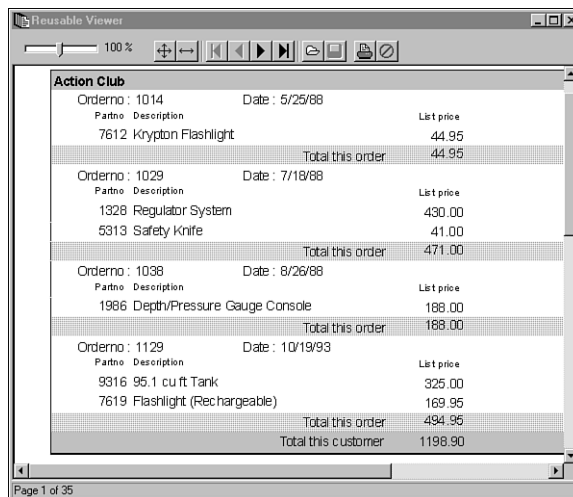 Reusable Viewer
100 %
Action Club
Orderno : 1014 Date : 5/25/88
Partno Description List price
7612 Krypton Flashlight 44.95
Total this order 44.95
Orderno : 1029 Date : 7/18/88
Partno Description List price
1328 Regulator System 430.00
5313 Safety Knife 41.00
Total this order 471.00
Orderno : 1038 Date : 8/26/88
Partno Description List price
1986 Depth/Pressure Gauge Console 188.00
Total this order 188.00
Orderno : 1129 Date : 10/19/93
Partno Description List price
9316 95.1 cu ft Tank 325.00
7619 Flashlight (Rechargeable) 169.95
Total this order 494.95
Total this customer 1198.90
Page 1 of 35